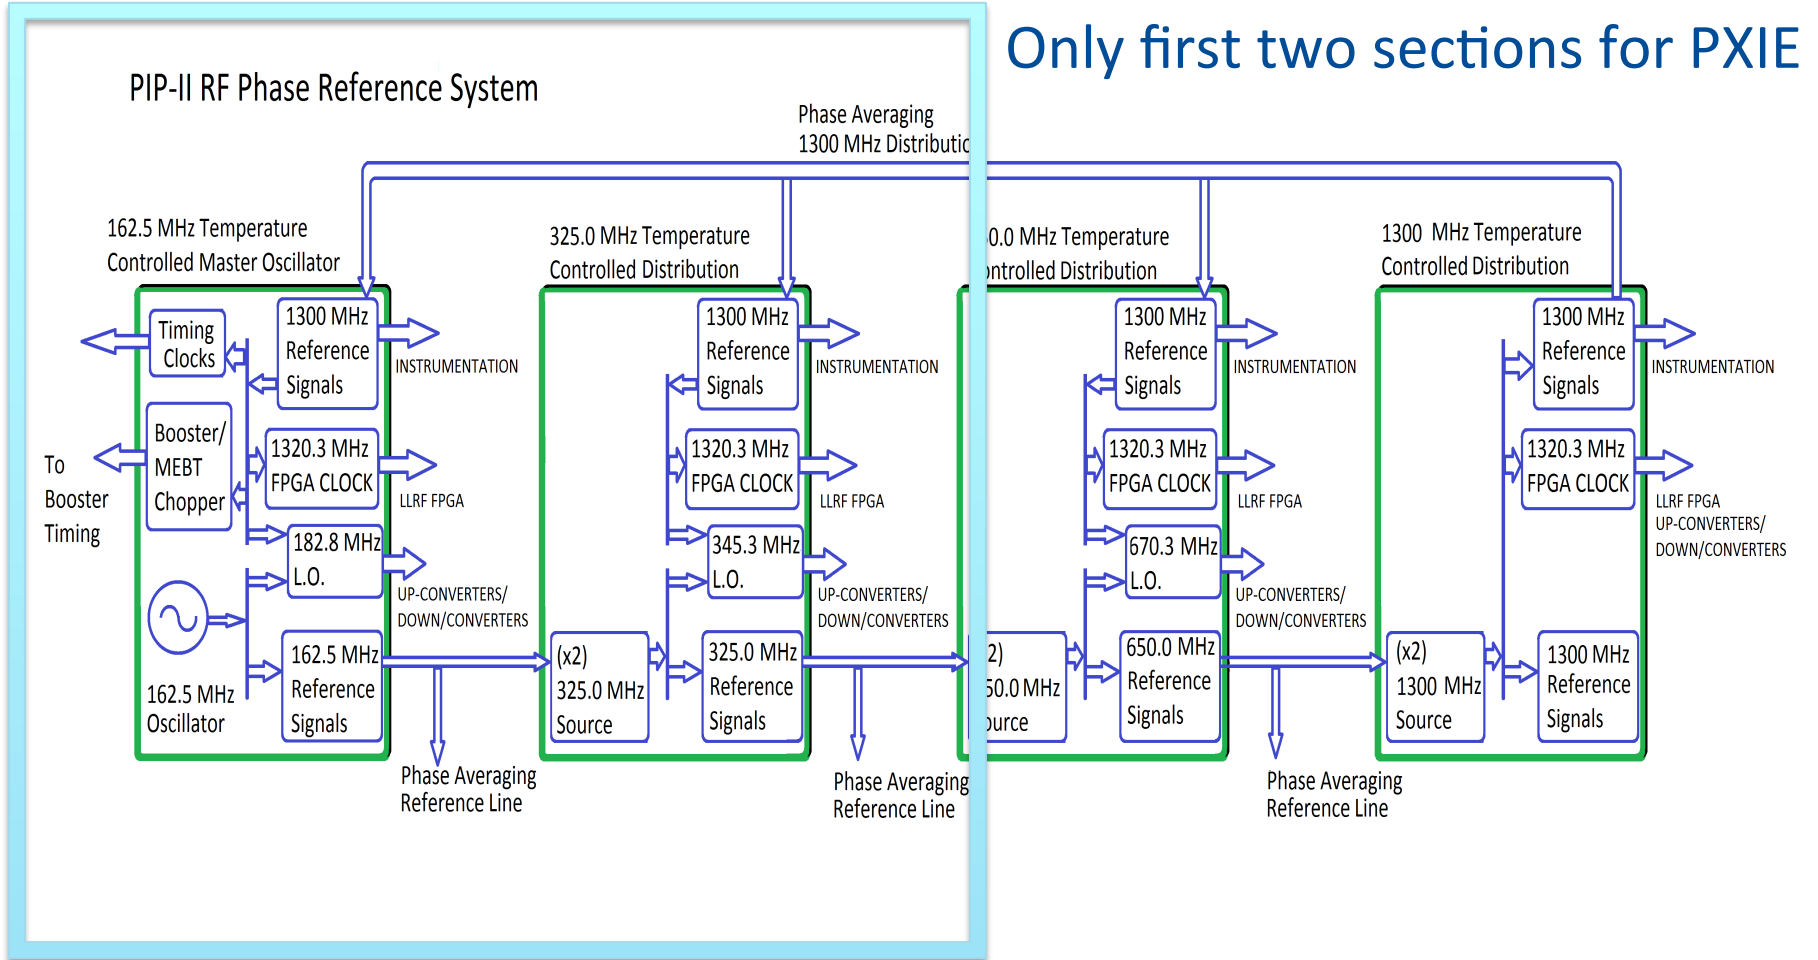 Only first two sections for PXIE
PIP-II RF Phase Reference System
Phase Averaging
1300 MHz Distributio
162.5 MHz Temperature
Controlled Master Oscillator
325.0 MHz Temperature
Controlled Distribution
0.0 MHz Temperature
ntrolled Distribution
1300 MHz Temperature
Controlled Distribution
Timing
Clocks
1300 MHz
Reference
Signals
INSTRUMENTATION
Booster/
MEBT
Chopper
To
Booster
Timing
1320.3 MHz
FPGA CLOCK
LLRF FPGA
182.8 MHz
L.O.
UP-CONVERTERS/
DOWN/CONVERTERS
162.5 MHz
Oscillator
162.5 MHz
Reference
Signals
Phase Averaging
Reference Line
1300 MHz
Reference
Signals
INSTRUMENTATION
1320.3 MHz
FPGA CLOCK
LLRF FPGA
345.3 MHz
L.O.
UP-CONVERTERS/
DOWN/CONVERTERS
(x2)
325.0 MHz
Source
325.0 MHz
Reference
Signals
Phase Averaging
Reference Line
1300 MHz
Reference
Signals
INSTRUMENTATION
1320.3 MHz
FPGA CLOCK
LLRF FPGA
670.3 MHz
L.O.
UP-CONVERTERS/
DOWN/CONVERTERS
2)
50.0 MHz
ource
650.0 MHz
Reference
Signals
Phase Averaging
Reference Line
1300 MHz
Reference
Signals
INSTRUMENTATION
1320.3 MHz
FPGA CLOCK
LLRF FPGA
UP-CONVERTERS/
DOWN/CONVERTERS
(x2)
1300 MHz
Source
1300 MHz
Reference
Signals